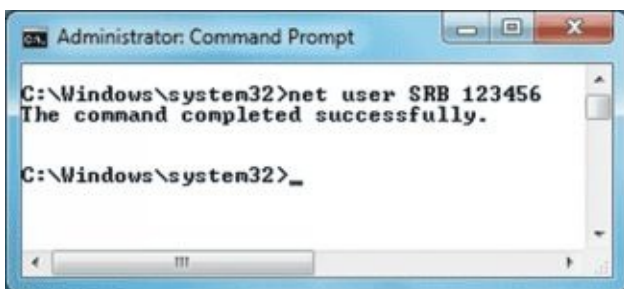 Administrator: Command Prompt
C:\Windows\system32>net user SRB 123456
The command completed successfully.
C:\Windows\system32>_